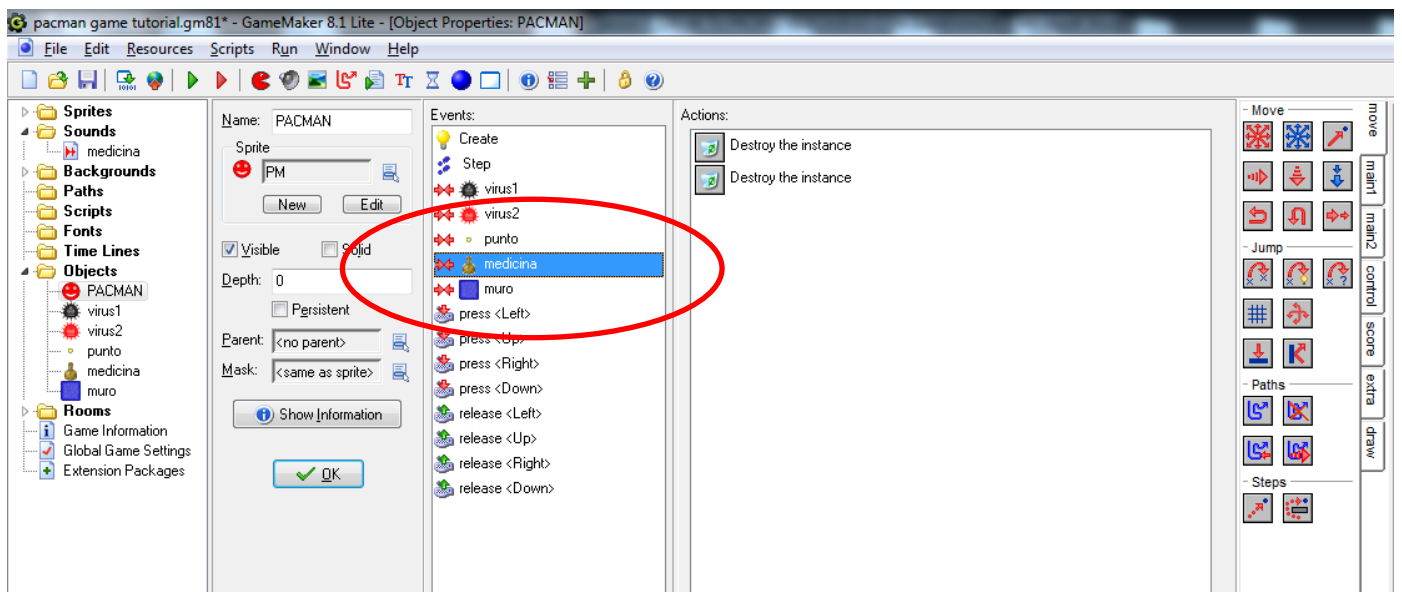 pacman game tutorial.gm81* - GameMaker 8.1 Lite - [Object Properties: PACMAN]
File Edit Resources Scripts Run Window Help
Sprites
Sounds
medicina
Backgrounds
Paths
Scripts
Fonts
Time Lines
Objects
PACMAN
virus1
virus2
punto
medicina
muro
Rooms
Game Information
Global Game Settings
Extension Packages
Name: PACMAN
Sprite
PM
New Edit
Visible Solid
Depth: 0
Persistent
Parent: <no parent>
Mask: <same as sprite>
Show Information
OK
Events:
Create
Step
virus1
virus2
punto
medicina
muro
press <Left>
press <Up>
press <Right>
press <Down>
release <Left>
release <Up>
release <Right>
release <Down>
Actions:
Destroy the instance
Destroy the instance
Move
Jump
Paths
Steps
move
main1
main2
control
score
extra
draw